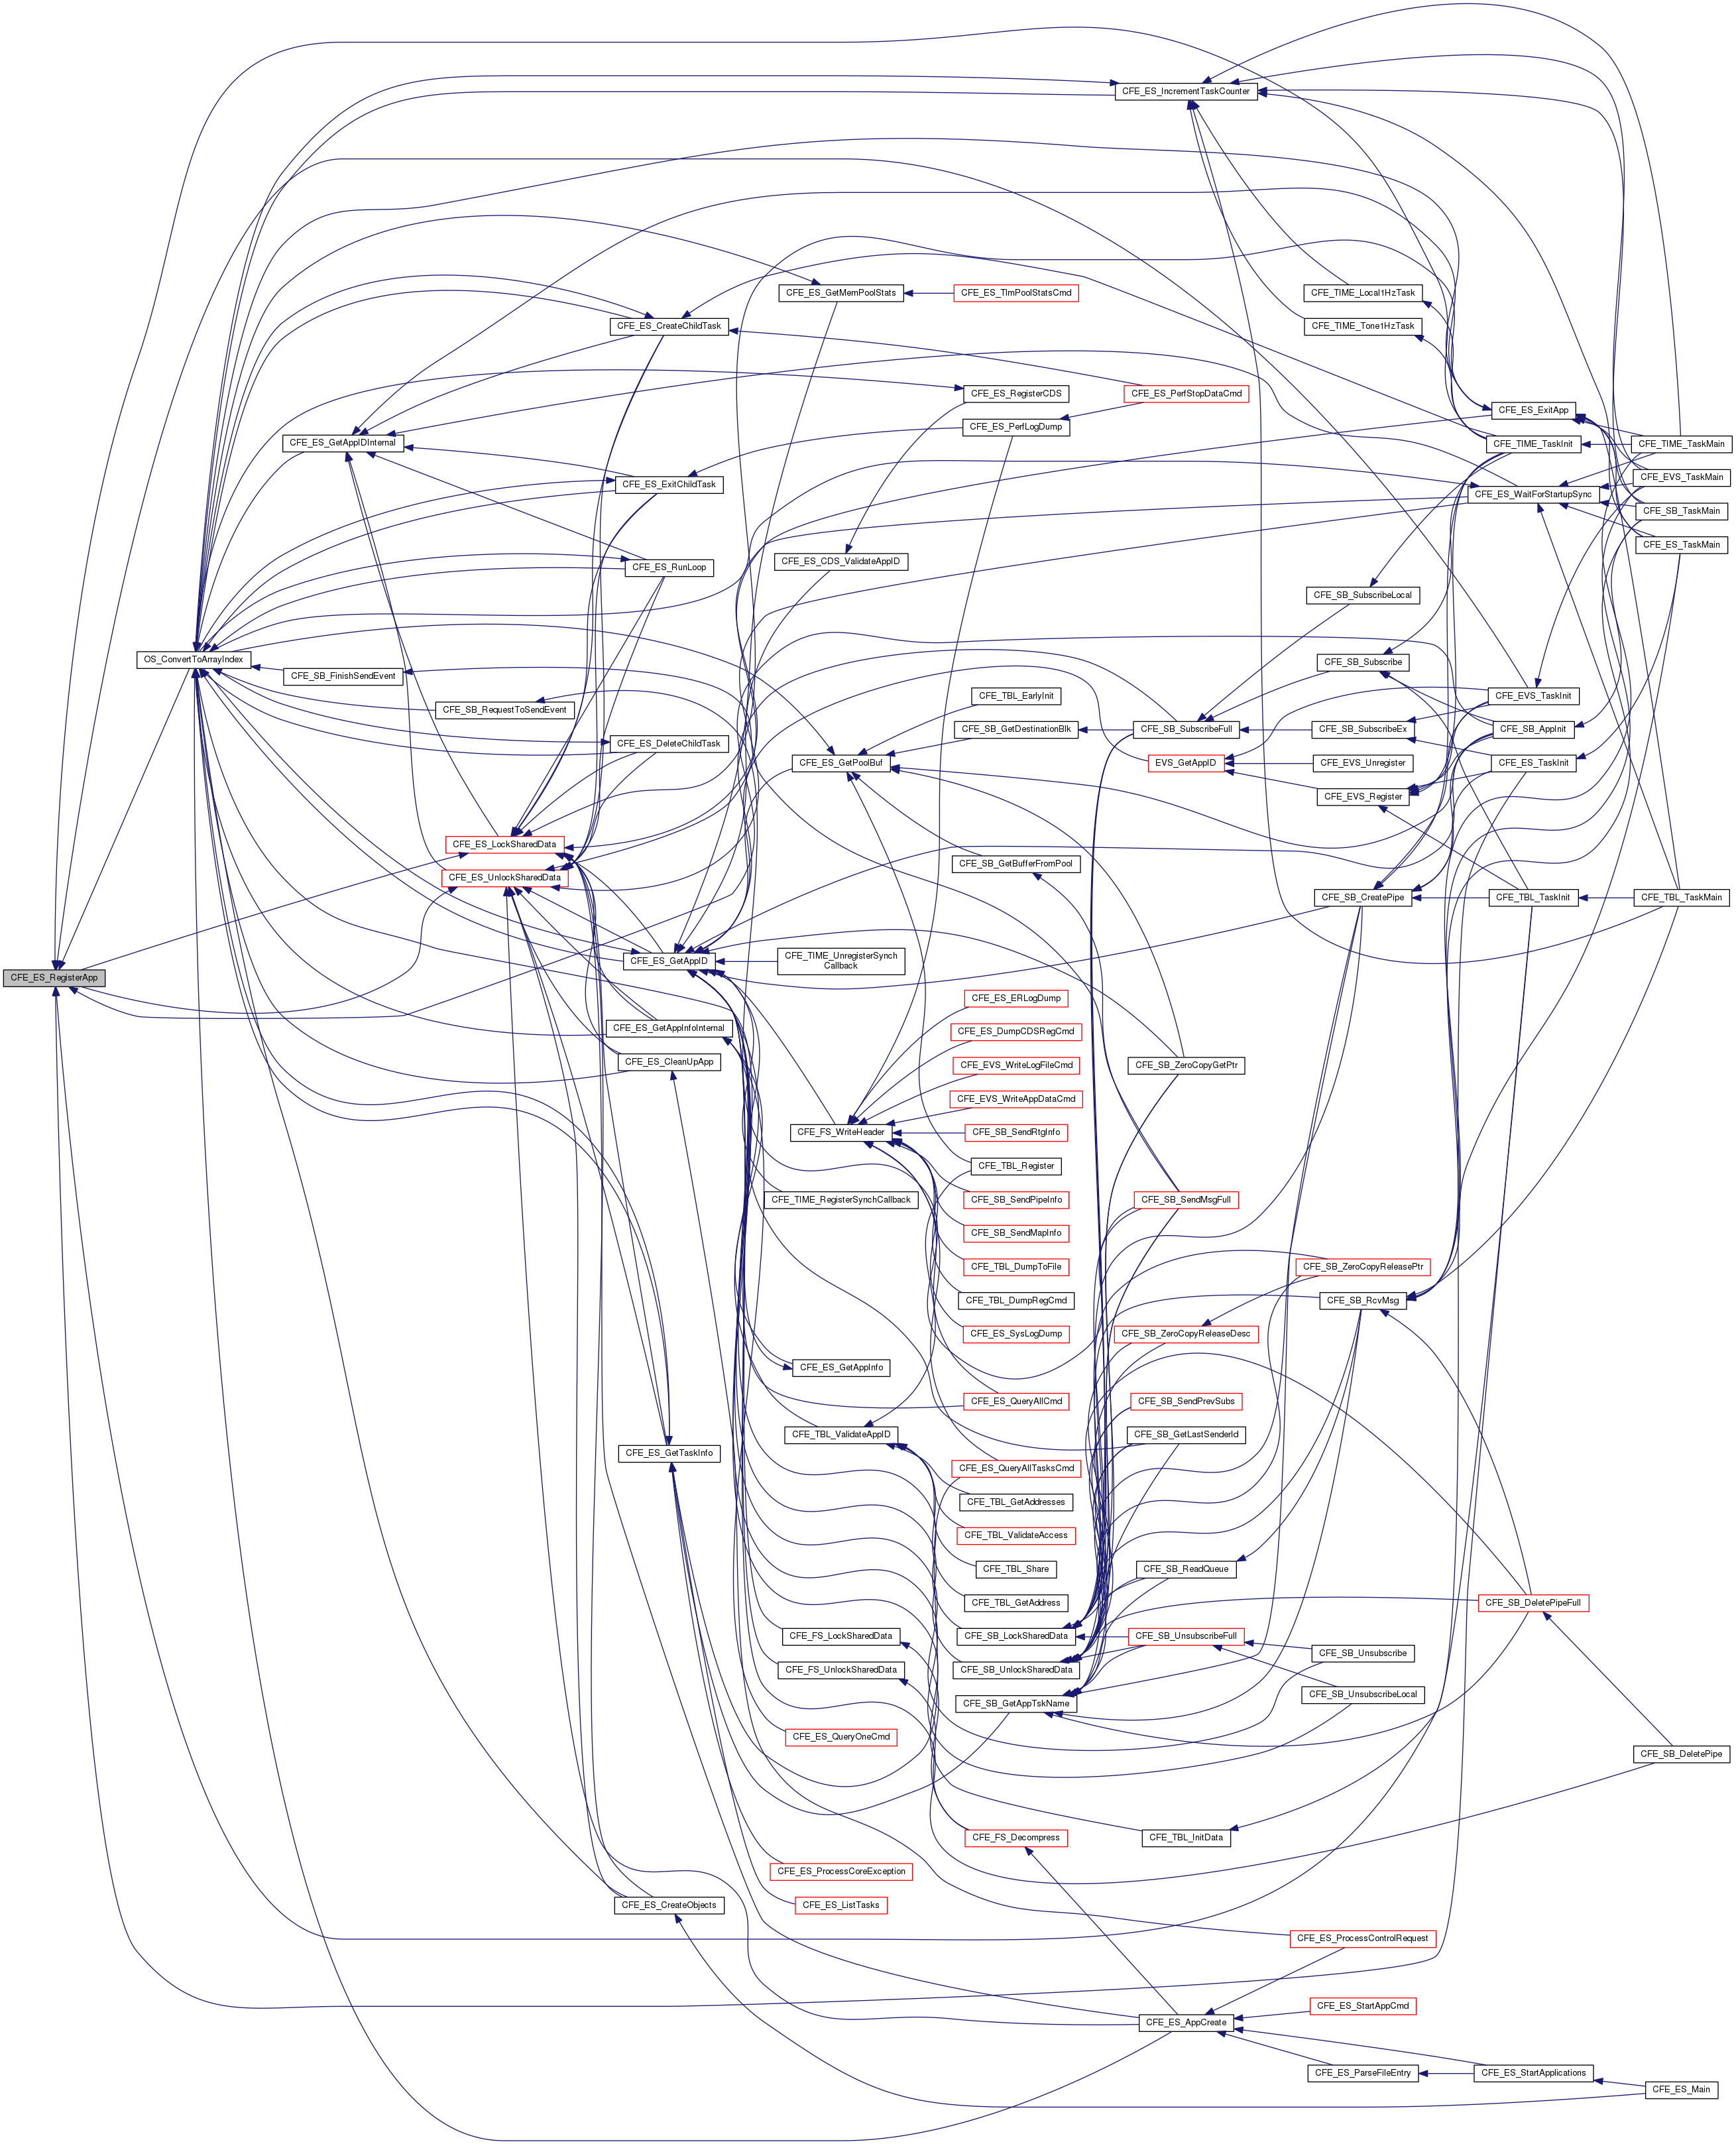 CFE_ES_IncrementTaskCounter
CFE_ES_GetMemPoolStats
CFE_ES_TlmPoolStatsCmd
CFE_TIME_Local1HzTask
CFE_ES_CreateChildTask
CFE_TIME_Tone1HzTask
CFE_ES_RegisterCDS
CFE_ES_PerfStopDataCmd
CFE_ES_ExitApp
CFE_ES_PerfLogDump
CFE_ES_GetAppIDInternal
CFE_TIME_TaskInit
CFE_TIME_TaskMain
CFE_EVS_TaskMain
CFE_ES_ExitChildTask
CFE_ES_WaitForStartupSync
CFE_SB_TaskMain
CFE_ES_TaskMain
CFE_ES_CDS_ValidateAppID
CFE_ES_RunLoop
CFE_SB_SubscribeLocal
OS_ConvertToArrayIndex
CFE_SB_Subscribe
CFE_SB_FinishSendEvent
CFE_TBL_EarlyInit
CFE_EVS_TaskInit
CFE_SB_RequestToSendEvent
CFE_SB_GetDestinationBlk
CFE_SB_SubscribeFull
CFE_SB_SubscribeEx
CFE_SB_AppInit
CFE_ES_DeleteChildTask
CFE_ES_GetPoolBuf
EVS_GetAppID
CFE_EVS_Unregister
CFE_ES_TaskInit
CFE_EVS_Register
CFE_ES_LockSharedData
CFE_SB_GetBufferFromPool
CFE_ES_UnlockSharedData
CFE_SB_CreatePipe
CFE_TBL_TaskInit
CFE_TBL_TaskMain
CFE_ES_GetAppID
CFE_TIME_UnregisterSynch
Callback
CFE_ES_RegisterApp
CFE_ES_ERLogDump
CFE_ES_GetAppInfoInternal
CFE_ES_DumpCDSRegCmd
CFE_ES_CleanUpApp
CFE_EVS_WriteLogFileCmd
CFE_SB_ZeroCopyGetPtr
CFE_EVS_WriteAppDataCmd
CFE_FS_WriteHeader
CFE_SB_SendRtgInfo
CFE_TBL_Register
CFE_TIME_RegisterSynchCallback
CFE_SB_SendPipeInfo
CFE_SB_SendMsgFull
CFE_SB_SendMapInfo
CFE_TBL_DumpToFile
CFE_SB_ZeroCopyReleasePtr
CFE_TBL_DumpRegCmd
CFE_SB_RcvMsg
CFE_ES_SysLogDump
CFE_SB_ZeroCopyReleaseDesc
CFE_ES_GetAppInfo
CFE_ES_QueryAllCmd
CFE_SB_SendPrevSubs
CFE_TBL_ValidateAppID
CFE_SB_GetLastSenderId
CFE_ES_GetTaskInfo
CFE_ES_QueryAllTasksCmd
CFE_TBL_GetAddresses
CFE_TBL_ValidateAccess
CFE_TBL_Share
CFE_SB_ReadQueue
CFE_TBL_GetAddress
CFE_SB_DeletePipeFull
CFE_FS_LockSharedData
CFE_SB_LockSharedData
CFE_SB_UnsubscribeFull
CFE_SB_Unsubscribe
CFE_FS_UnlockSharedData
CFE_SB_UnlockSharedData
CFE_SB_UnsubscribeLocal
CFE_SB_GetAppTskName
CFE_ES_QueryOneCmd
CFE_SB_DeletePipe
CFE_FS_Decompress
CFE_TBL_InitData
CFE_ES_ProcessCoreException
CFE_ES_ListTasks
CFE_ES_CreateObjects
CFE_ES_ProcessControlRequest
CFE_ES_StartAppCmd
CFE_ES_AppCreate
CFE_ES_ParseFileEntry
CFE_ES_StartApplications
CFE_ES_Main